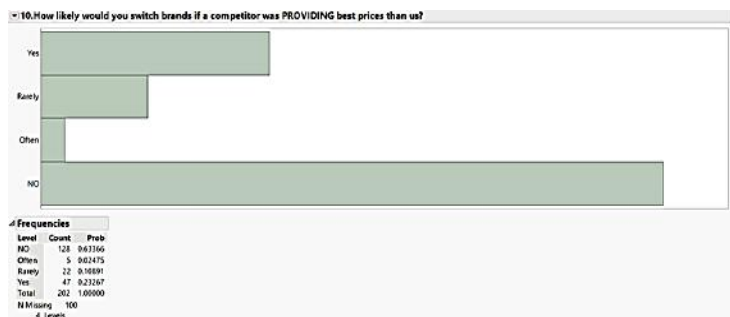 10.How likely would you switch brands if a competitor was PROVIDING best prices than us?
Yes
Rarely
Often
NO
Frequencies
Level Count Prob
NO 128 0.63366
Often 5 0.02475
Rarely 22 0.10891
Yes 47 0.23267
Total 202 1.00000
N Missing 100
4 Levels